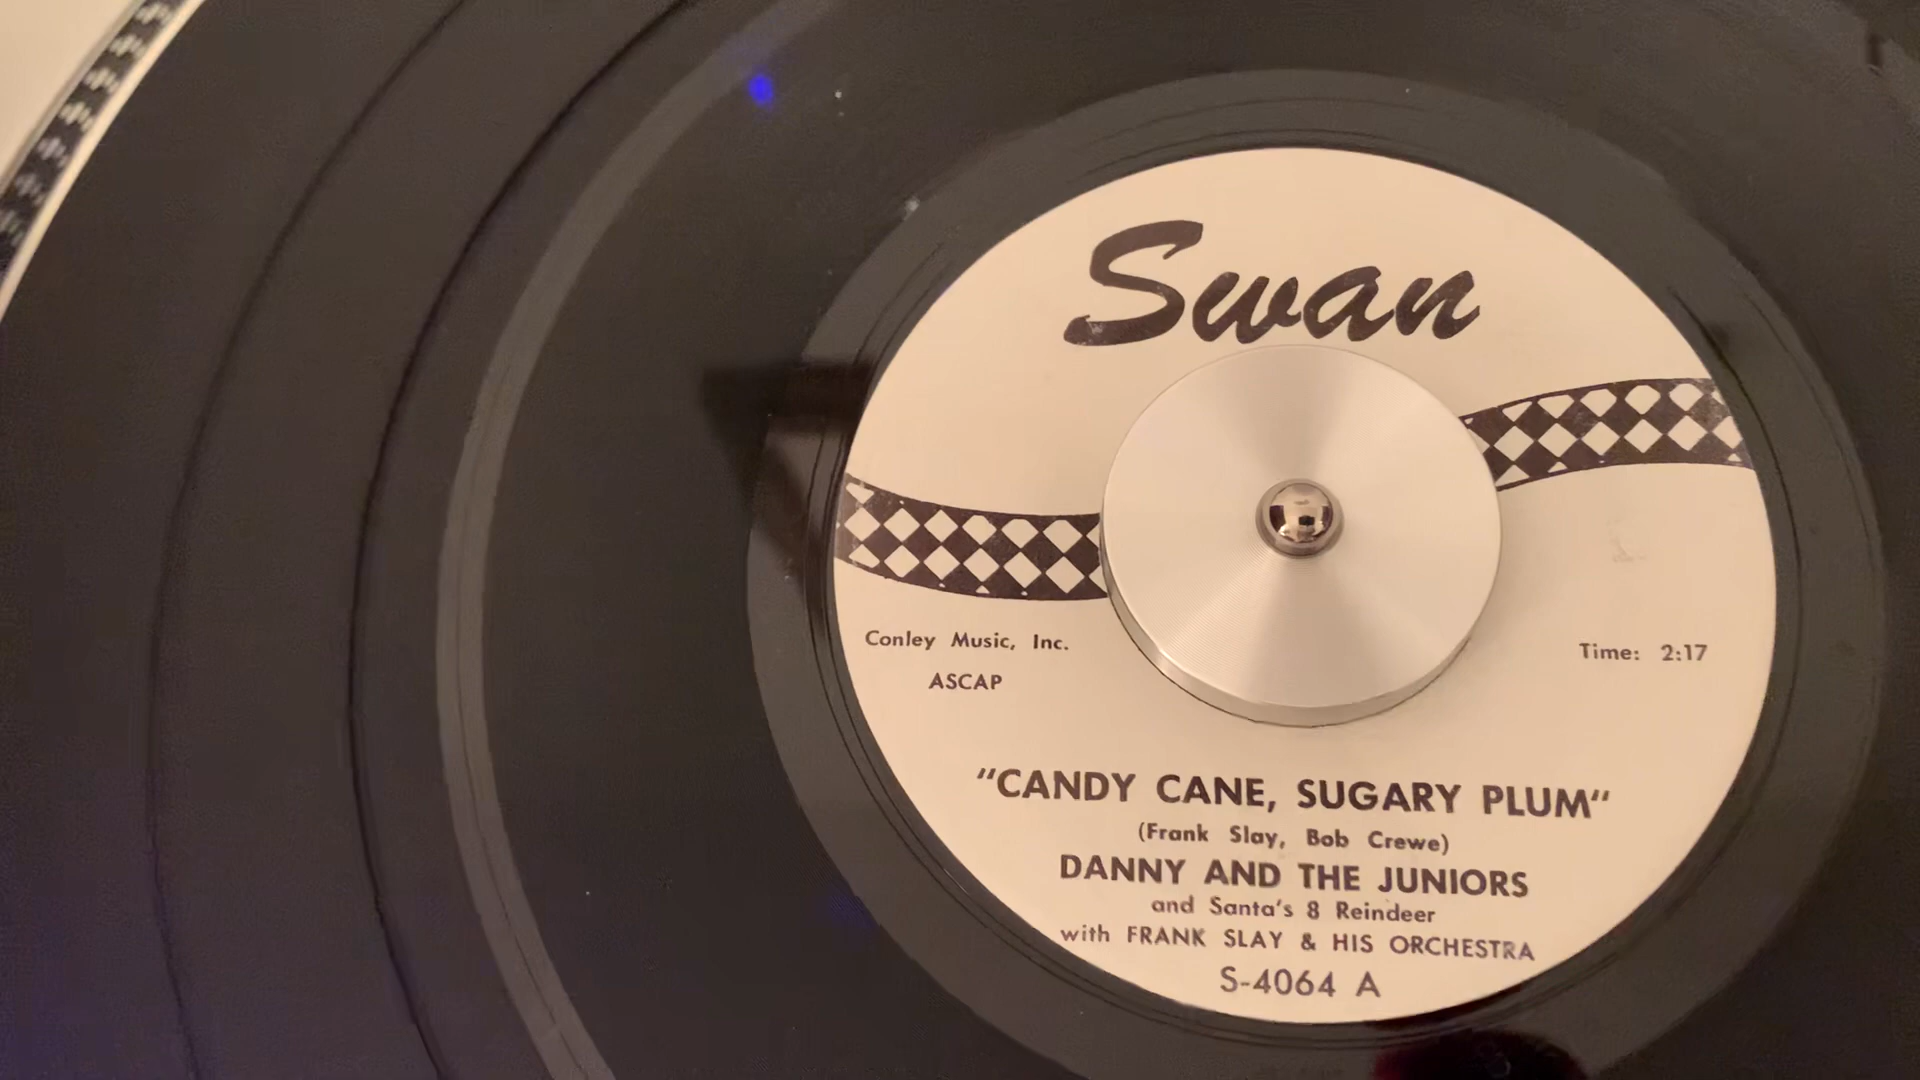 Swan
Conley Music, Inc.
ASCAP
Time: 2:17
"CANDY CANE, SUGARY PLUM"
(Frank Slay, Bob Crewe)
DANNY AND THE JUNIORS
and Santa's 8 Reindeer
with FRANK SLAY & HIS ORCHESTRA
S-4064 A